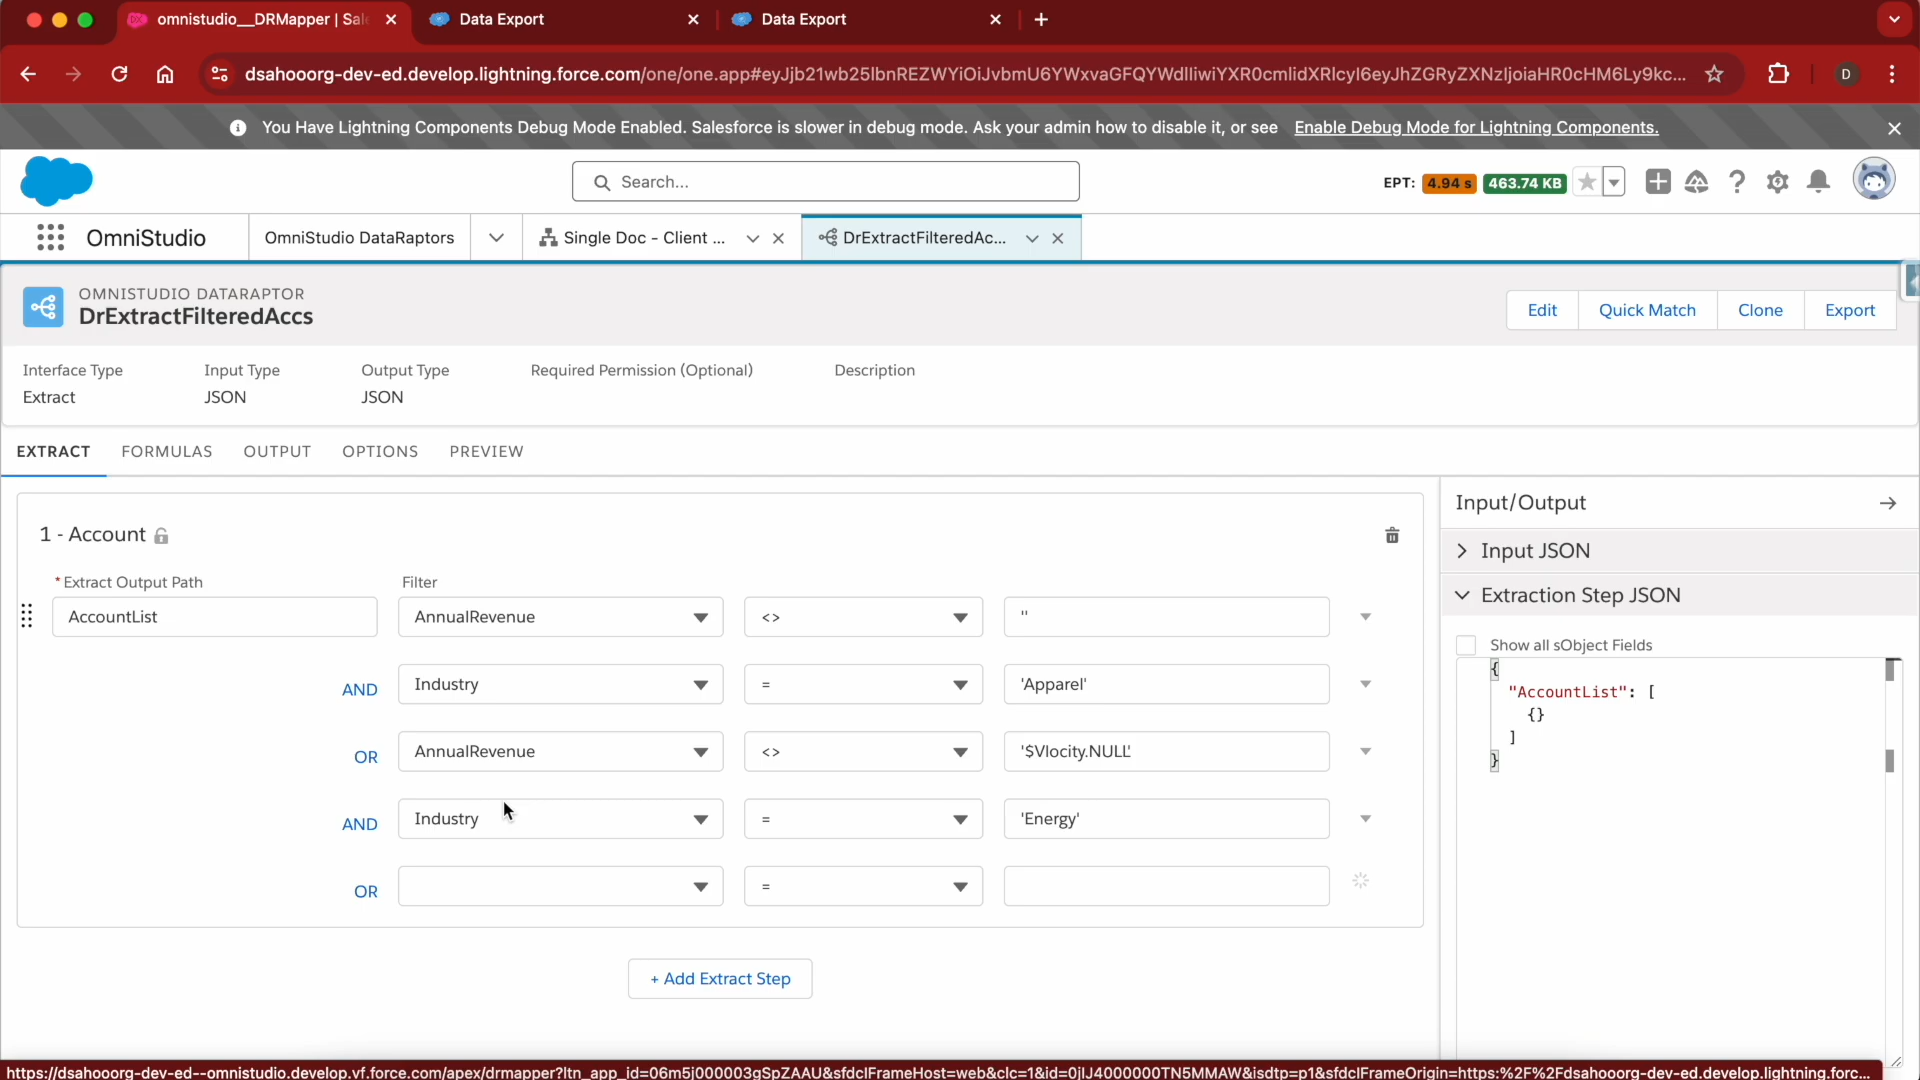 omnistudio__DRMapper | Sal
Data Export
Data Export
dsahooorg-dev-ed.develop.lightning.force.com/one/one.app#eyJjb21wb25lbnREZWYiOiJvbmU6YWxvaGFQYWdlIiwiYXR0cmlidXRlcyI6eyJhZGRyZXNzIjoiaHR0cHM6Ly9kc...
D
You Have Lightning Components Debug Mode Enabled. Salesforce is slower in debug mode. Ask your admin how to disable it, or see Enable Debug Mode for Lightning Components.
Search...
EPT: 4.94 s 463.74 KB
OmniStudio
OmniStudio DataRaptors
Single Doc - Client ...
DrExtractFilteredAc...
OMNISTUDIO DATARAPTOR
DrExtractFilteredAccs
Edit
Quick Match
Clone
Export
Interface Type
Input Type
Output Type
Required Permission (Optional)
Description
Extract
JSON
JSON
EXTRACT
FORMULAS
OUTPUT
OPTIONS
PREVIEW
1 - Account
* Extract Output Path
Filter
AccountList
AnnualRevenue
<>
''
AND
Industry
=
'Apparel'
OR
AnnualRevenue
<>
'$Vlocity.NULL'
AND
Industry
=
'Energy'
OR
=
+ Add Extract Step
Input/Output
Input JSON
Extraction Step JSON
Show all sObject Fields
{
"AccountList": [
{}
]
}
https://dsahooorg-dev-ed--omnistudio.develop.vf.force.com/apex/drmapper?ltn_app_id=06m5j000003gSpZAAU&sfdcIFrameHost=web&clc=1&id=0jIJ4000000TN5MMAW&isdtp=p1&sfdcIFrameOrigin=https:%2F%2Fdsahooorg-dev-ed.develop.lightning.forc...